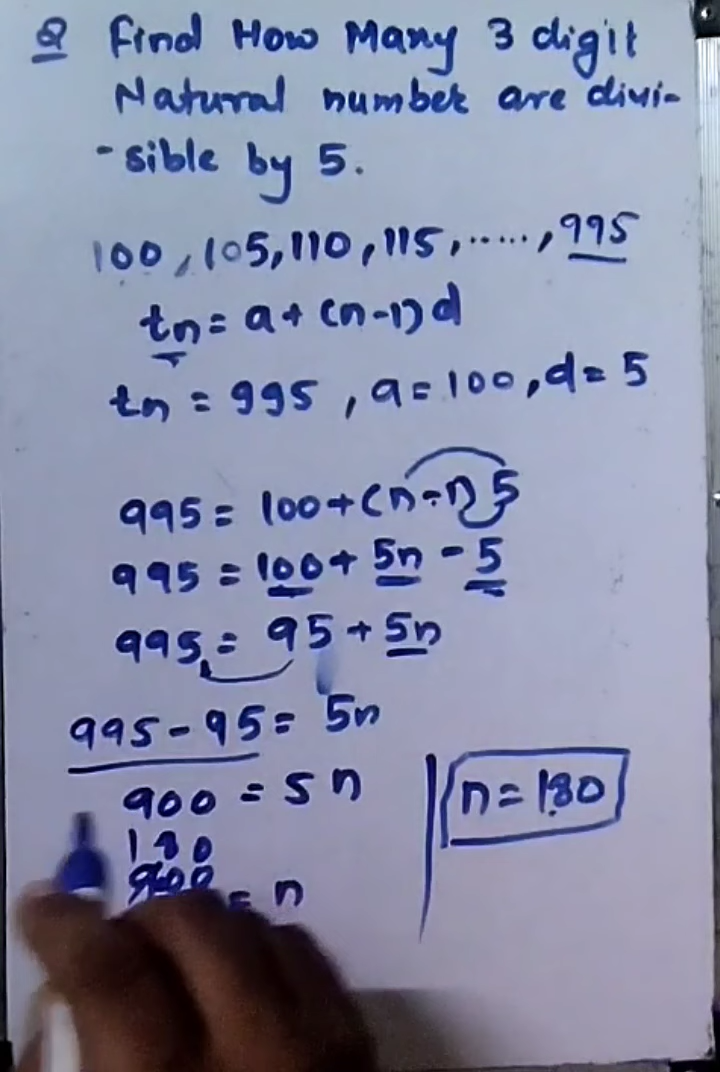 Q Find How Many 3 digit
Natural number are divi-
-sible by 5.
100, 105, 110, 115, ....., 995
tn = a + (n-1) d
tn = 995, a = 100, d = 5
995 = 100 + (n-1) 5
995 = 100 + 5n - 5
995 = 95 + 5n
995 - 95 = 5n
900 = 5n
180
900 = n
n = 180